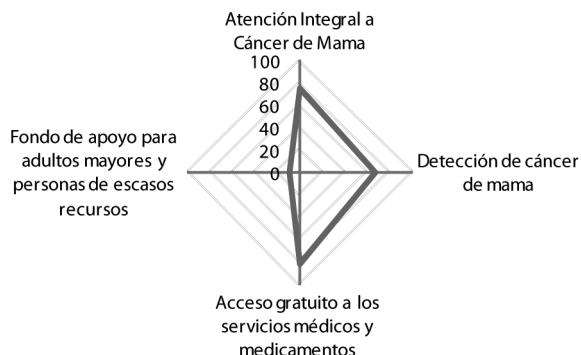 Atención Integral a
Cáncer de Mama
100
80
60
40
20
0
Fondo de apoyo para
adultos mayores y
personas de escasos
recursos
Detección de cáncer
de mama
Acceso gratuito a los
servicios médicos y
medicamentos